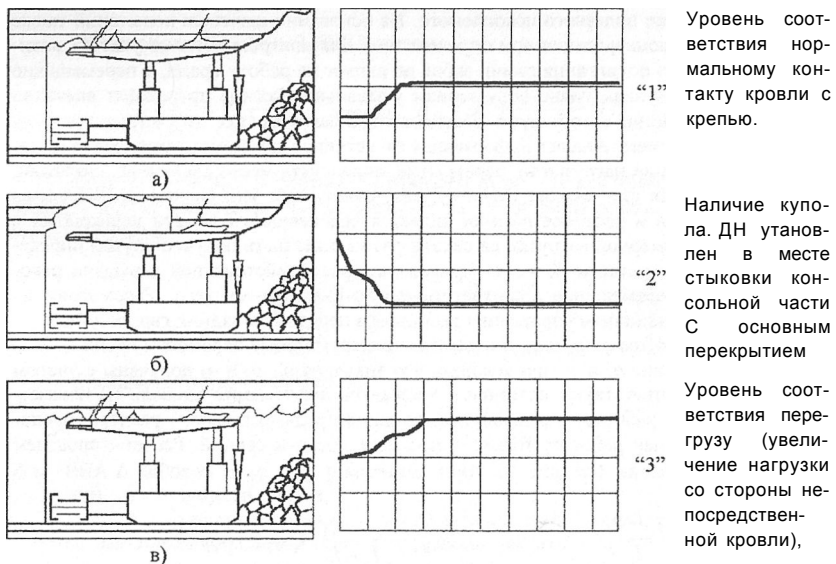 Уровень соот-
ветствия нор-
мальному кон-
такту кровли с
крепью.
“1”
а)
Наличие купо-
ла. ДН утанов-
лен в месте
стыковки кон-
сольной части
С основным
перекрытием
“2”
б)
Уровень соот-
ветствия пере-
грузу (увели-
чение нагрузки
со стороны не-
посредствен-
ной кровли),
“3”
в)